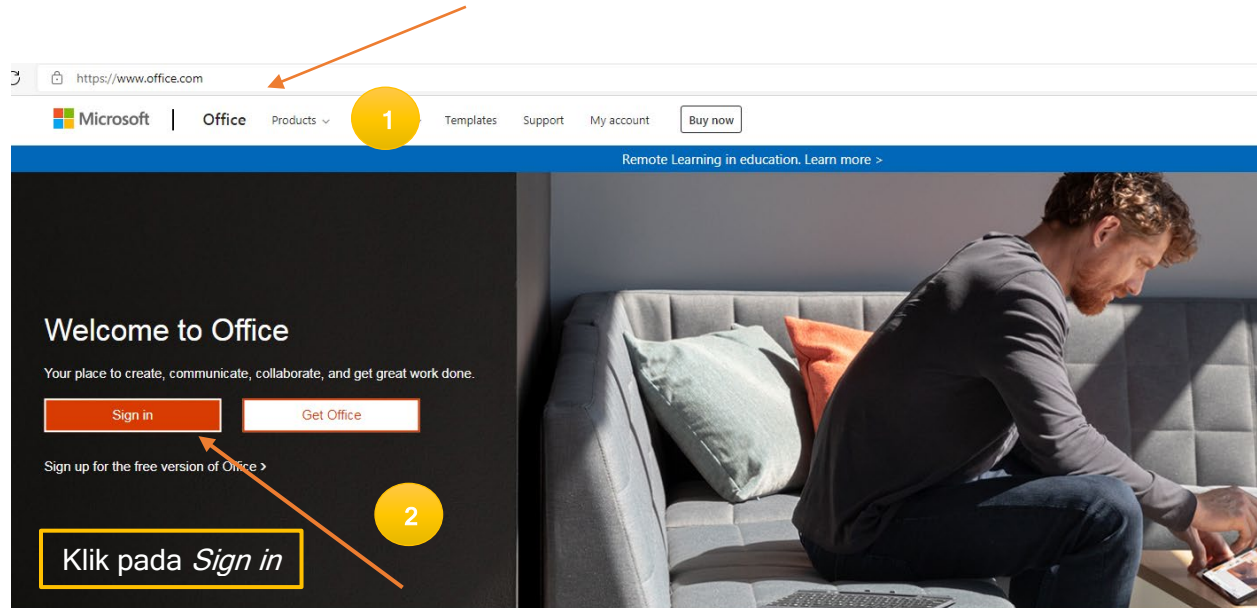 https://www.office.com
Microsoft Office Products 1 Templates Support My account Buy now
Remote Learning in education. Learn more >
Welcome to Office
Your place to create, communicate, collaborate, and get great work done.
Sign in Get Office
Sign up for the free version of Office >
2
Klik pada Sign in